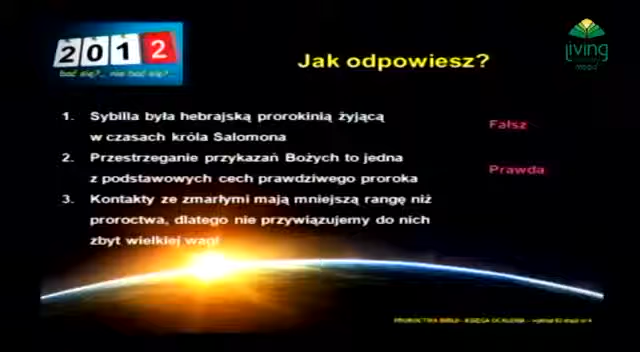 2012
bać się?... nie bać się?...
Jak odpowiesz?
living
1. Sybilla była hebrajską prorokinią żyjącą
w czasach króla Salomona
Fałsz
2. Przestrzeganie przykazań Bożych to jedna
z podstawowych cech prawdziwego proroka
Prawda
3. Kontakty ze zmarłymi mają mniejszą rangę niż
proroctwa, dlatego nie przywiązujemy do nich
zbyt wielkiej wagi
KSIĘGA OCALENIA